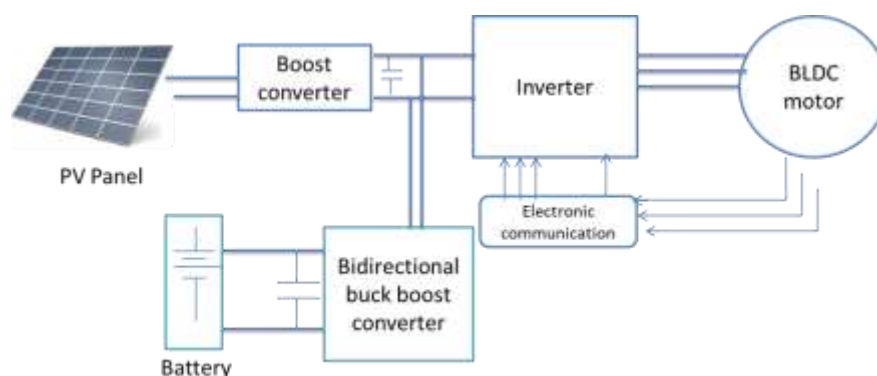 Boost
converter
Inverter
BLDC
motor
PV Panel
Electronic
communication
Bidirectional
buck boost
converter
Battery